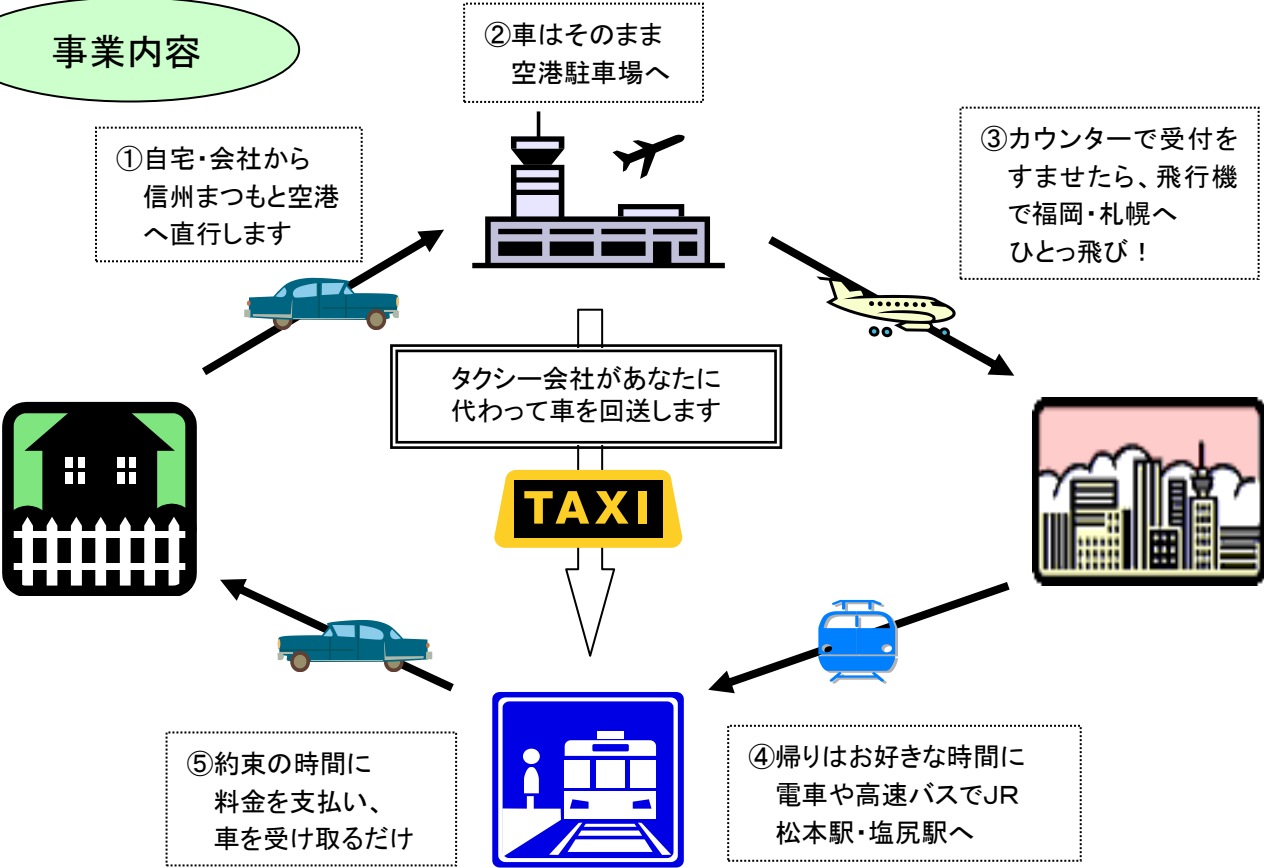 事業内容
①自宅・会社から
信州まつもと空港
へ直行します
②車はそのまま
空港駐車場へ
③カウンターで受付を
すませたら、飛行機
で福岡・札幌へ
ひとっ飛び！
タクシー会社があなたに
代わって車を回送します
TAXI
④帰りはお好きな時間に
電車や高速バスでＪＲ
松本駅・塩尻駅へ
⑤約束の時間に
料金を支払い、
車を受け取るだけ